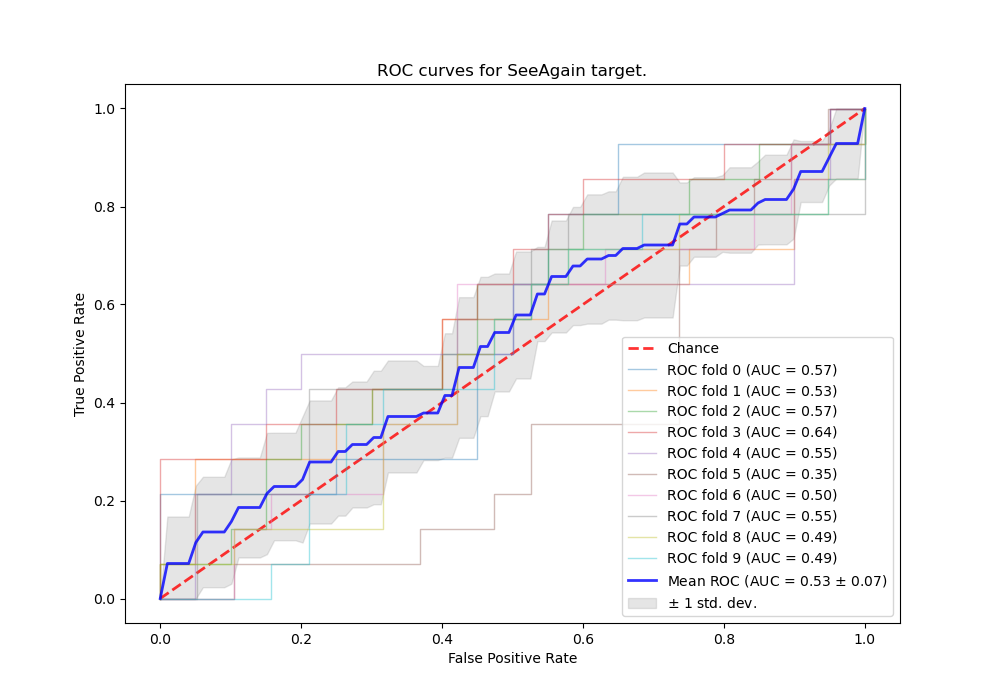 ROC curves for SeeAgain target.
True Positive Rate
1.0
0.8
0.6
0.4
0.2
0.0
0.0 0.2 0.4 0.6 0.8 1.0
False Positive Rate
Chance
ROC fold 0 (AUC = 0.57)
ROC fold 1 (AUC = 0.53)
ROC fold 2 (AUC = 0.57)
ROC fold 3 (AUC = 0.64)
ROC fold 4 (AUC = 0.55)
ROC fold 5 (AUC = 0.35)
ROC fold 6 (AUC = 0.50)
ROC fold 7 (AUC = 0.55)
ROC fold 8 (AUC = 0.49)
ROC fold 9 (AUC = 0.49)
Mean ROC (AUC = 0.53 ± 0.07)
± 1 std. dev.